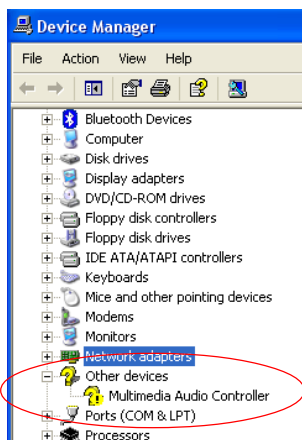 Device Manager
File Action View Help
Bluetooth Devices
Computer
Disk drives
Display adapters
DVD/CD-ROM drives
Floppy disk controllers
Floppy disk drives
IDE ATA/ATAPI controllers
Keyboards
Mice and other pointing devices
Modems
Monitors
Network adapters
Other devices
Multimedia Audio Controller
Ports (COM & LPT)
Processors